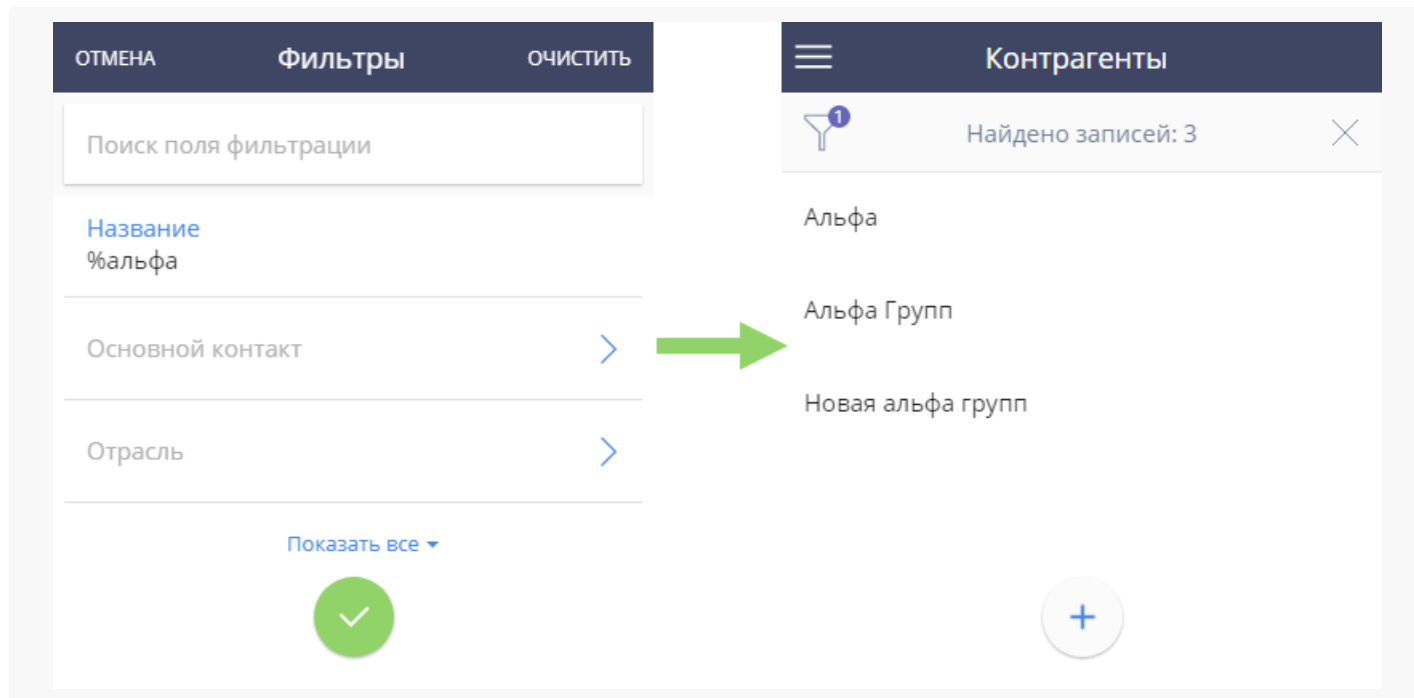 ОТМЕНА Фильтры ОЧИСТИТЬ
Поиск поля фильтрации
Название
%альфа
Основной контакт
Отрасль
Показать все
Контрагенты
1
Найдено записей: 3
Альфа
Альфа Групп
Новая альфа групп